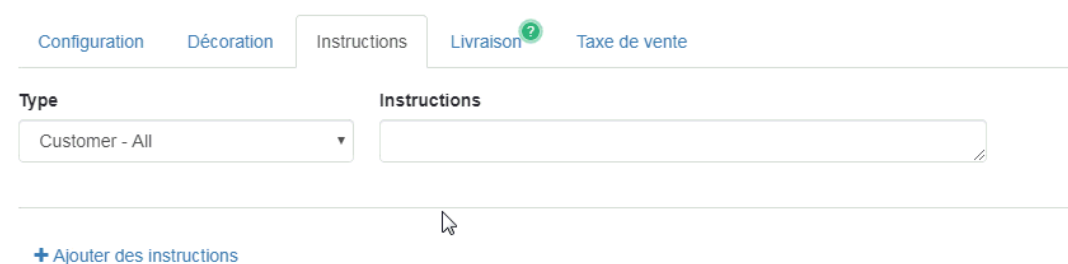 Configuration Décoration Instructions Livraison ? Taxe de vente
Type Instructions
Customer - All
+ Ajouter des instructions